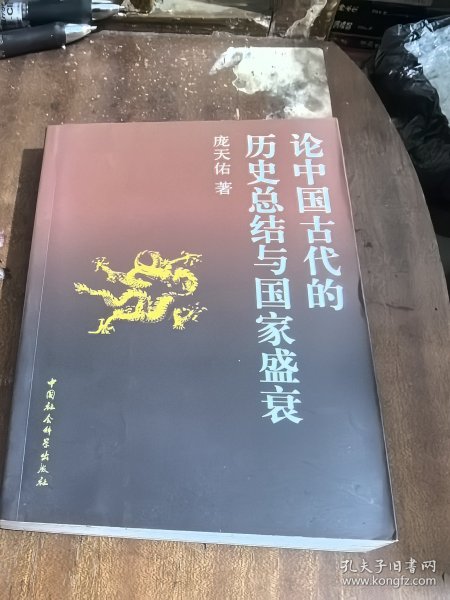 论中国古代的
历史总结与国家盛衰
庞天佑 著
中国社会科学出版社
孔夫子旧书网
www.kongfz.com